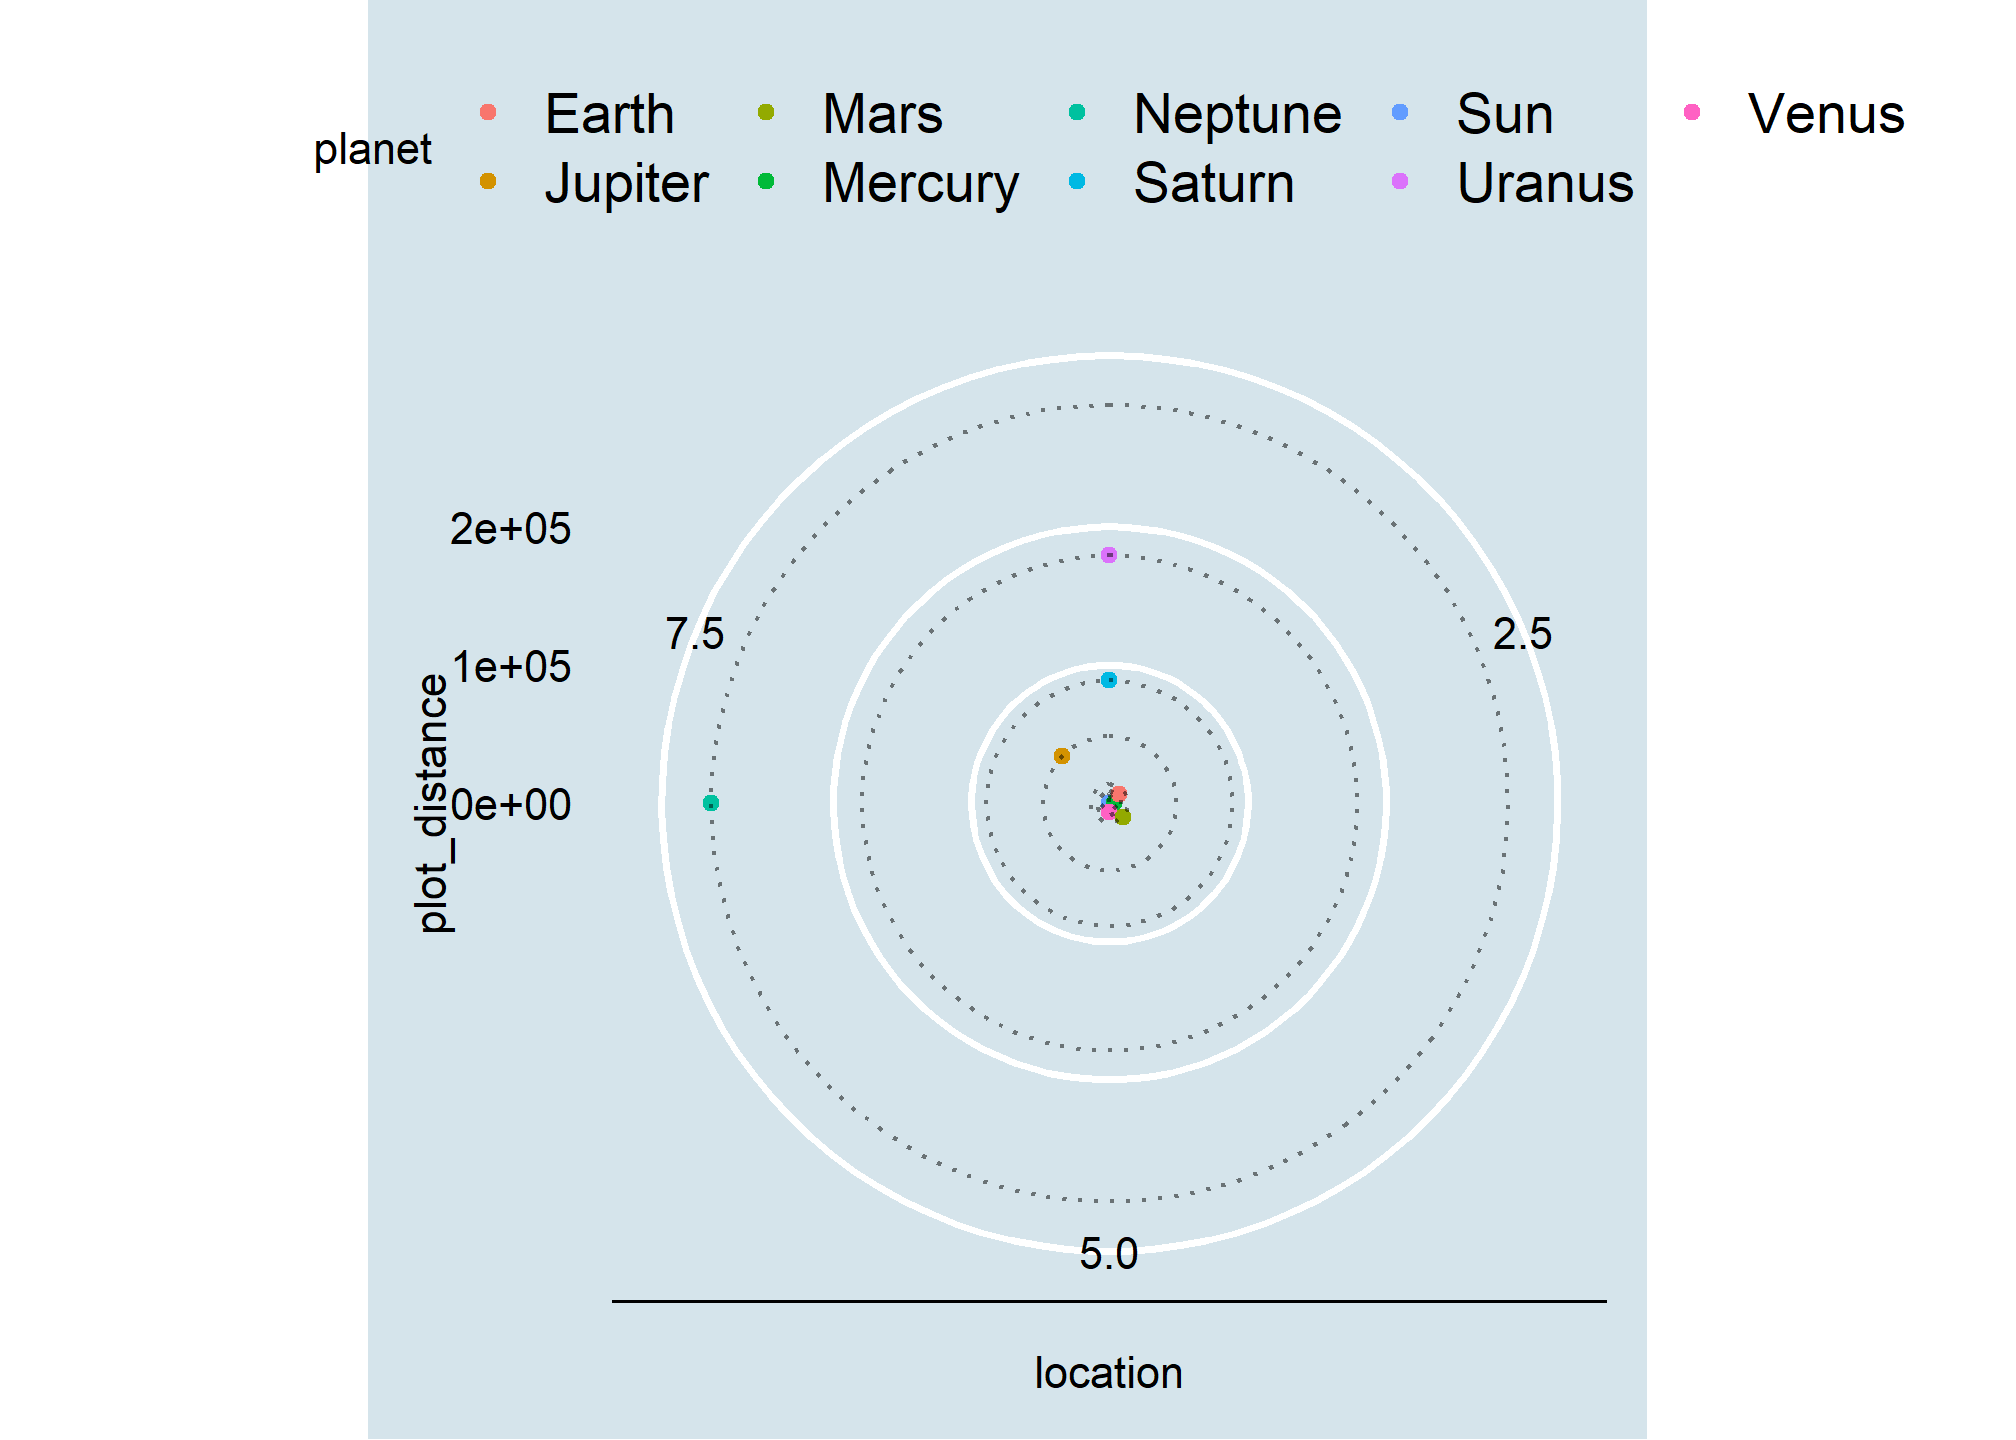 planet
Earth Mars Neptune Sun Venus
Jupiter Mercury Saturn Uranus
2e+05
7.5 2.5
1e+05
plot_distance
0e+00
5.0
location